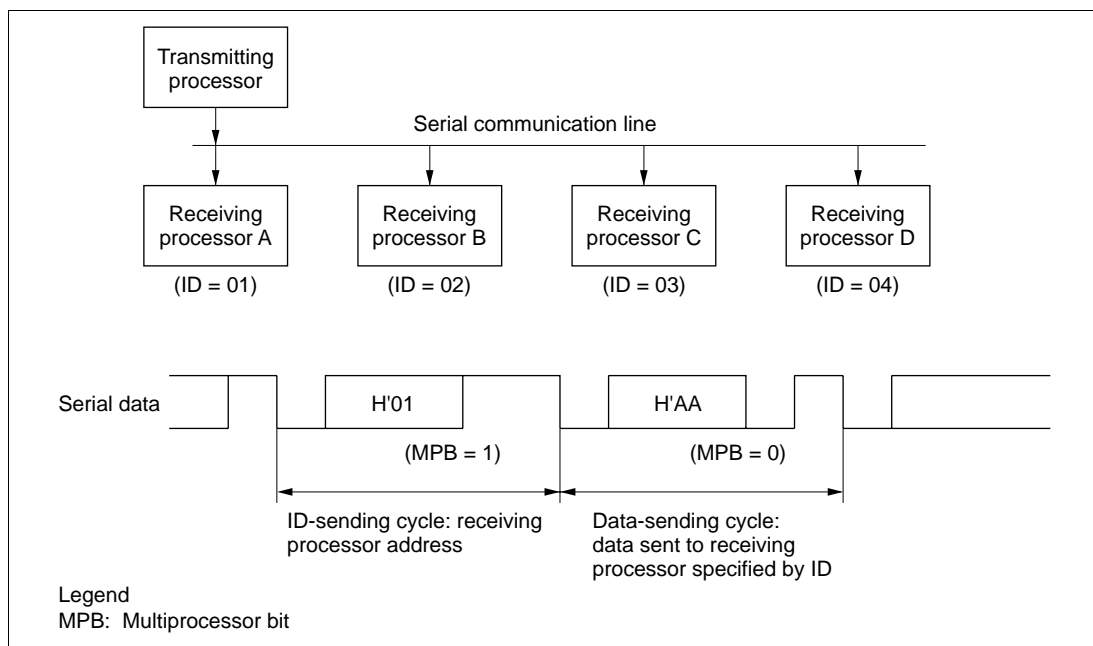 Transmitting
processor
Serial communication line
Receiving
processor A
Receiving
processor B
Receiving
processor C
Receiving
processor D
(ID = 01)
(ID = 02)
(ID = 03)
(ID = 04)
Serial data
H'01
H'AA
(MPB = 1)
(MPB = 0)
ID-sending cycle: receiving
processor address
Data-sending cycle:
data sent to receiving
processor specified by ID
Legend
MPB: Multiprocessor bit